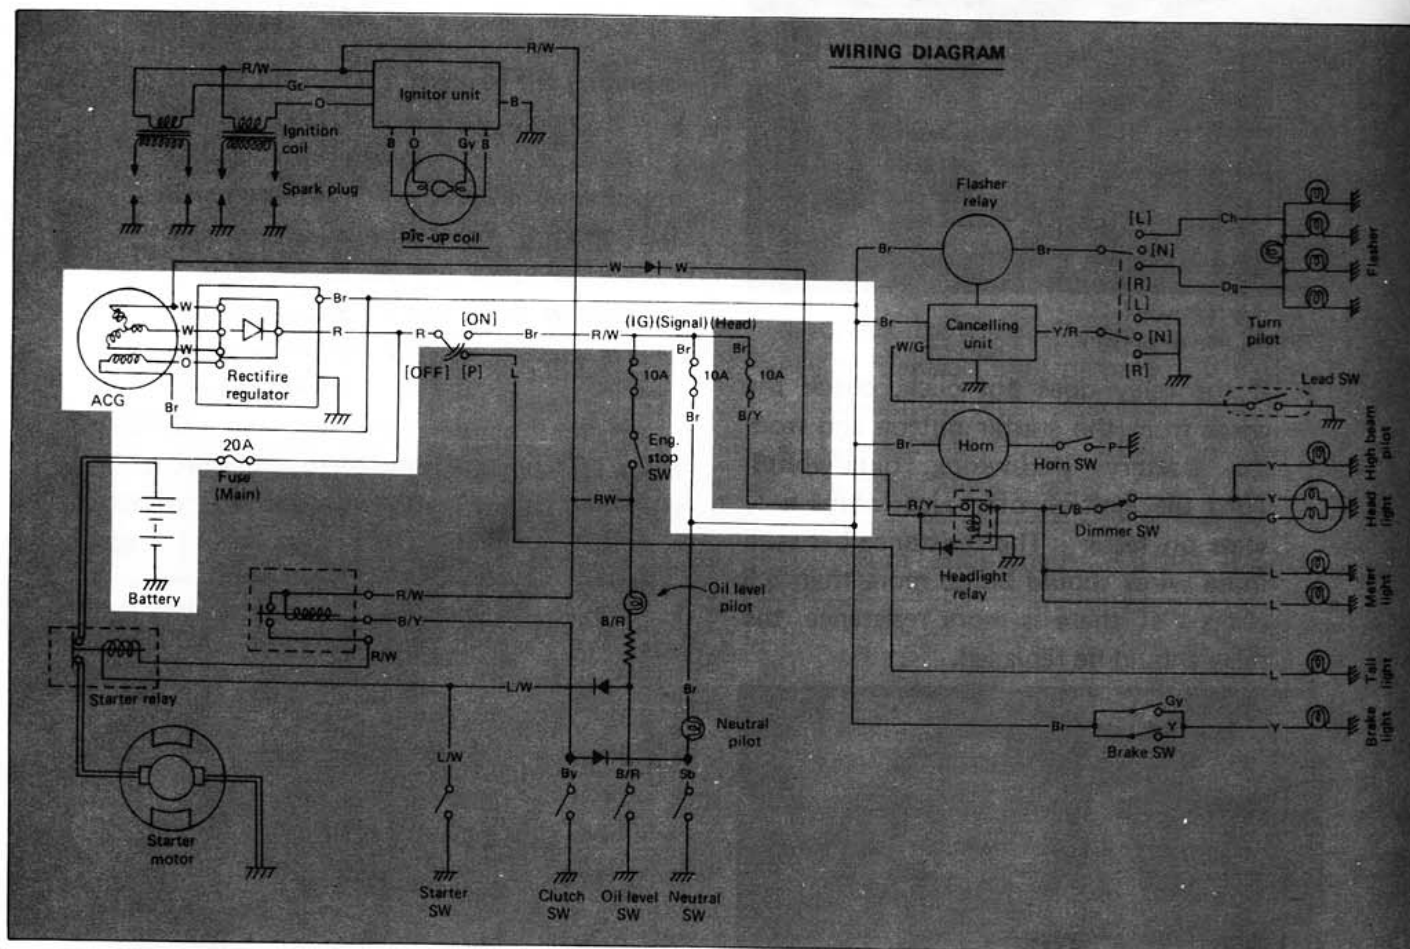 WIRING DIAGRAM
R/W
R/W
Gr
O
Ignitor unit
B
Ignition
coil
B O Gy B
Spark plug
pic-up coil
Flasher
relay
Br
Br
[L]
[N]
[R]
Ch
Dg
Flasher
Turn
pilot
W W
Br
Cancelling
unit
Y/R
W/G
[L]
[N]
[R]
Lead SW
W
W
W
O
Br
R
R
[ON]
[OFF] [P]
Br
R/W
(IG) (Signal) (Head)
L
Br
Br
10A
10A
10A
Br
B/Y
Rectifire
regulator
ACG
Br
20A
Fuse
(Main)
Eng.
stop
SW
RW
Br
Horn
P
Horn SW
High beam
pilot
Y
R/Y
L/B
Dimmer SW
Y
G
Head
light
Headlight
relay
Battery
L
L
Meter
light
R/W
B/Y
R/W
Oil level
pilot
B/R
Starter relay
L/W
Br
L
Tail
light
Neutral
pilot
Br
Gy
Y
Brake SW
Y
Brake
light
L/W
By
B/R
Sb
Starter
motor
Starter
SW
Clutch
SW
Oil level
SW
Neutral
SW